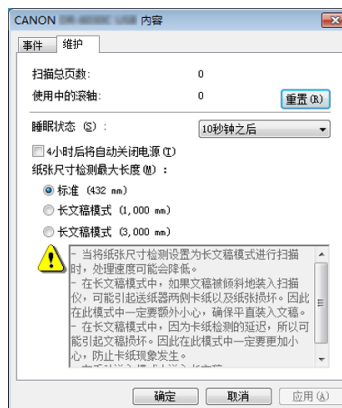 CANON 内容
事件 维护
扫描总页数: 0
使用中的滚轴: 0 重置(R)
睡眠状态 (S) : 10秒钟之后
4小时后将自动关闭电源(T)
纸张尺寸检测最大长度(M) :
标准 (432 mm)
长文稿模式 (1,000 mm)
长文稿模式 (3,000 mm)
- 当将纸张尺寸检测设置为长文稿模式进行扫描
时，处理速度可能会降低。
- 在长文稿模式中，如果文稿被倾斜地装入扫描
仪，可能引起送纸器两侧卡纸以及纸张损坏。因此
在此模式中一定要额外小心，确保平直装入文稿。
- 在长文稿模式中，因为卡纸检测的延迟，所以可
能引起文稿损坏。因此在此模式中一定要更加小
心，防止卡纸现象发生。
确定 取消 应用(A)